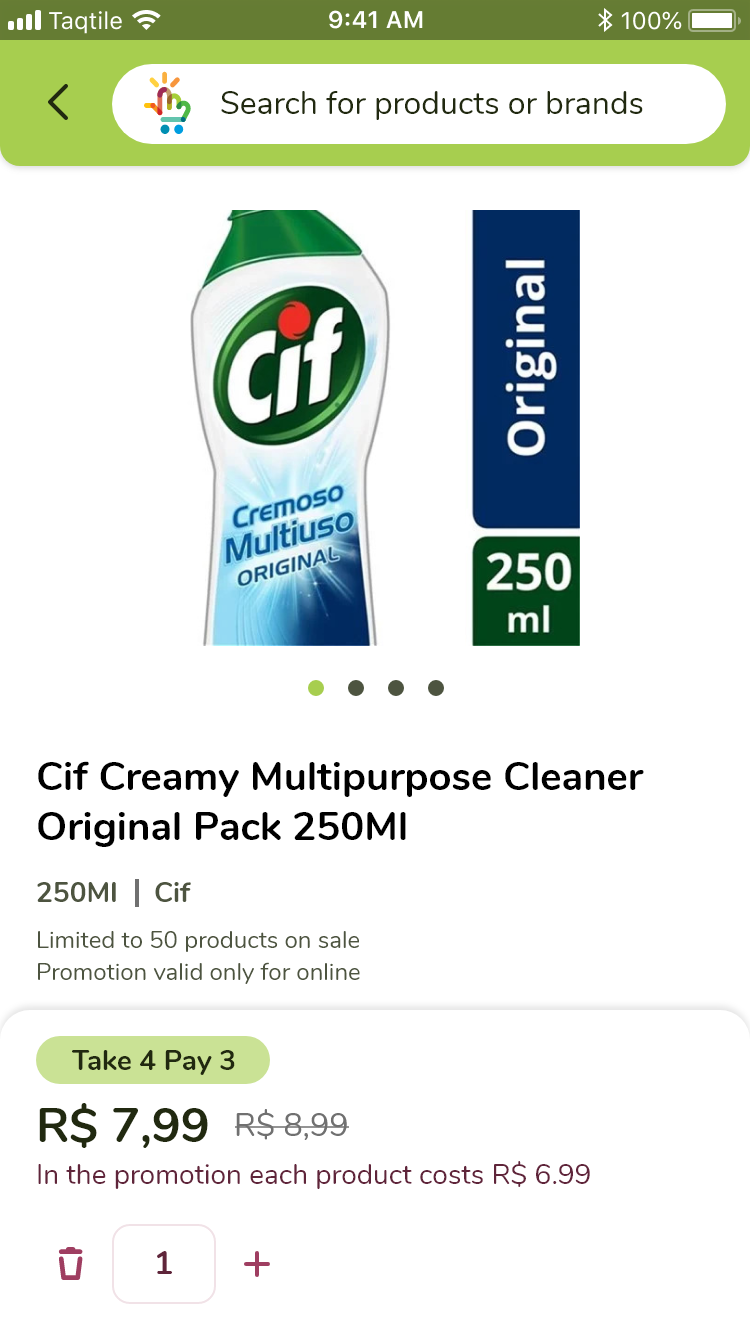 Taqtile
9:41 AM
100%
Search for products or brands
Cif
Cremoso
Multiuso
ORIGINAL
Original
250
ml
Cif Creamy Multipurpose Cleaner
Original Pack 250Ml
250Ml | Cif
Limited to 50 products on sale
Promotion valid only for online
Take 4 Pay 3
R$ 7,99 R$ 8,99
In the promotion each product costs R$ 6.99
1